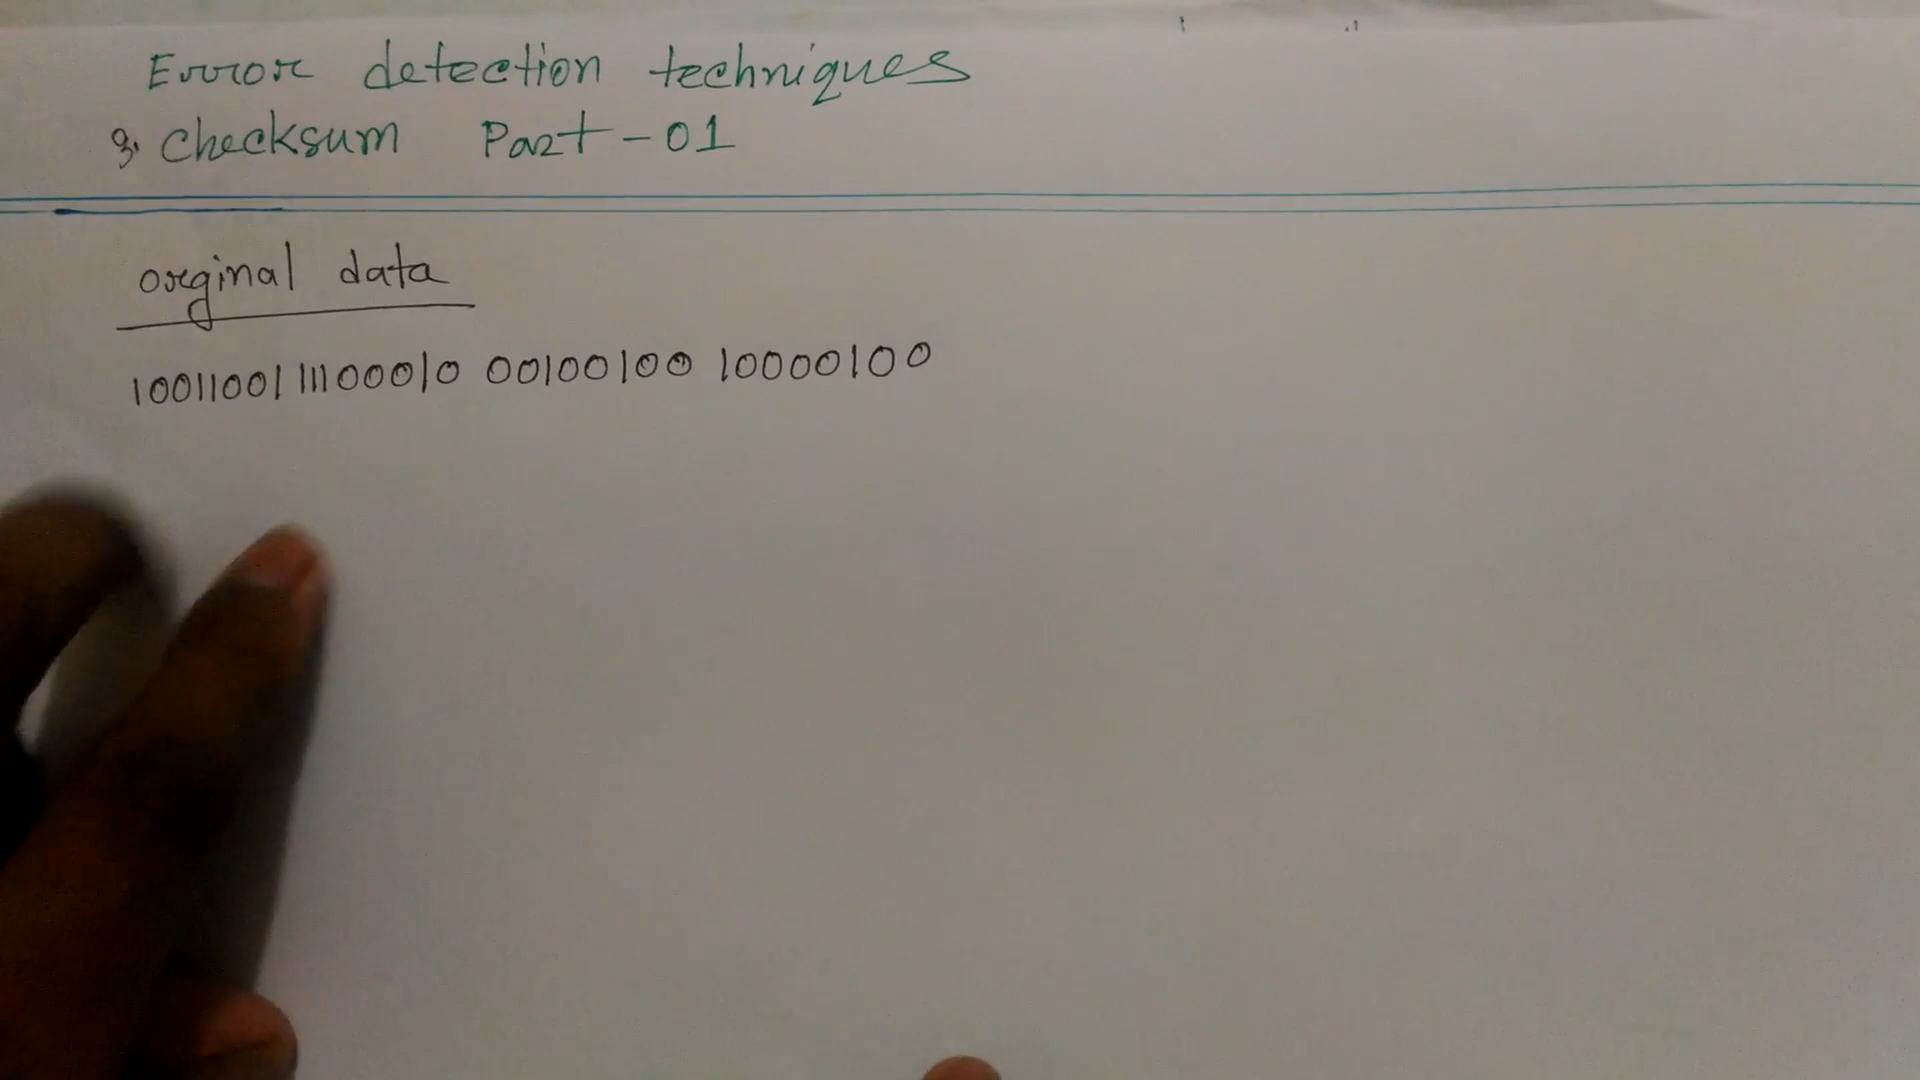 Error detection techniques
3. Checksum Part-01
orginal data
10011001 11100010 00100100 10000100